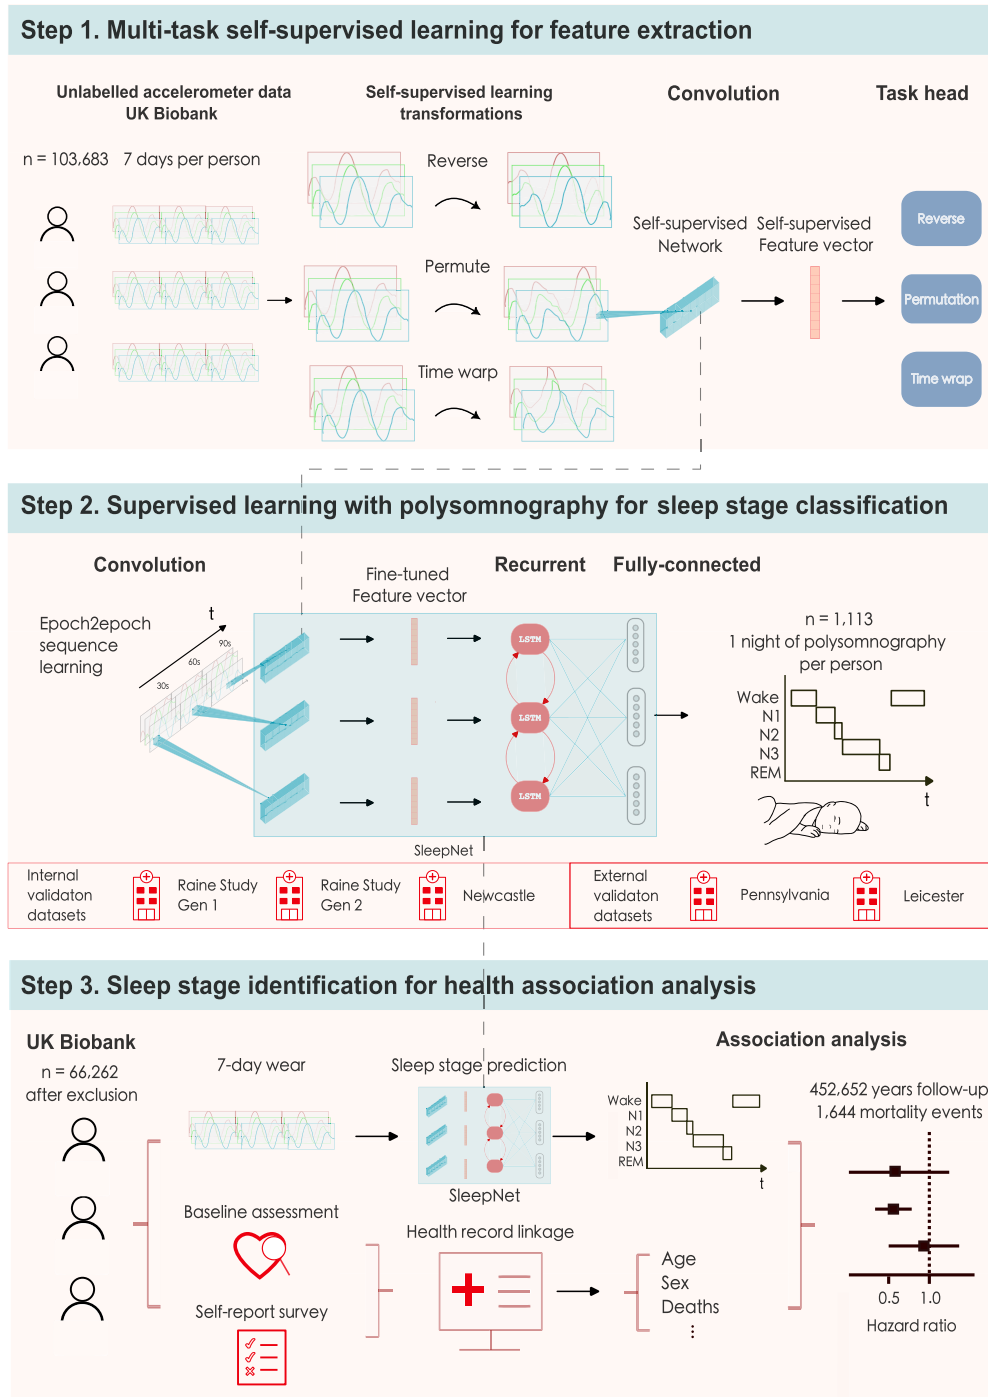 Step 1. Multi-task self-supervised learning for feature extraction
Unlabelled accelerometer data
UK Biobank
Self-supervised learning
transformations
Convolution
Task head
n = 103,683
7 days per person
Reverse
Permute
Time warp
Self-supervised
Network
Self-supervised
Feature vector
Reverse
Permutation
Time wrap
Step 2. Supervised learning with polysomnography for sleep stage classification
Convolution
Fine-tuned
Feature vector
Recurrent
Fully-connected
Epoch2epoch
sequence
learning
t
30s
60s
90s
LSTM
LSTM
LSTM
SleepNet
n = 1,113
1 night of polysomnography
per person
Wake
N1
N2
N3
REM
t
Internal
validaton
datasets
Raine Study
Gen 1
Raine Study
Gen 2
Newcastle
External
validaton
datasets
Pennsylvania
Leicester
Step 3. Sleep stage identification for health association analysis
UK Biobank
n = 66,262
after exclusion
7-day wear
Sleep stage prediction
SleepNet
Association analysis
Wake
N1
N2
N3
REM
t
452,652 years follow-up
1,644 mortality events
Baseline assessment
Self-report survey
Health record linkage
Age
Sex
Deaths
⋮
0.5
1.0
Hazard ratio